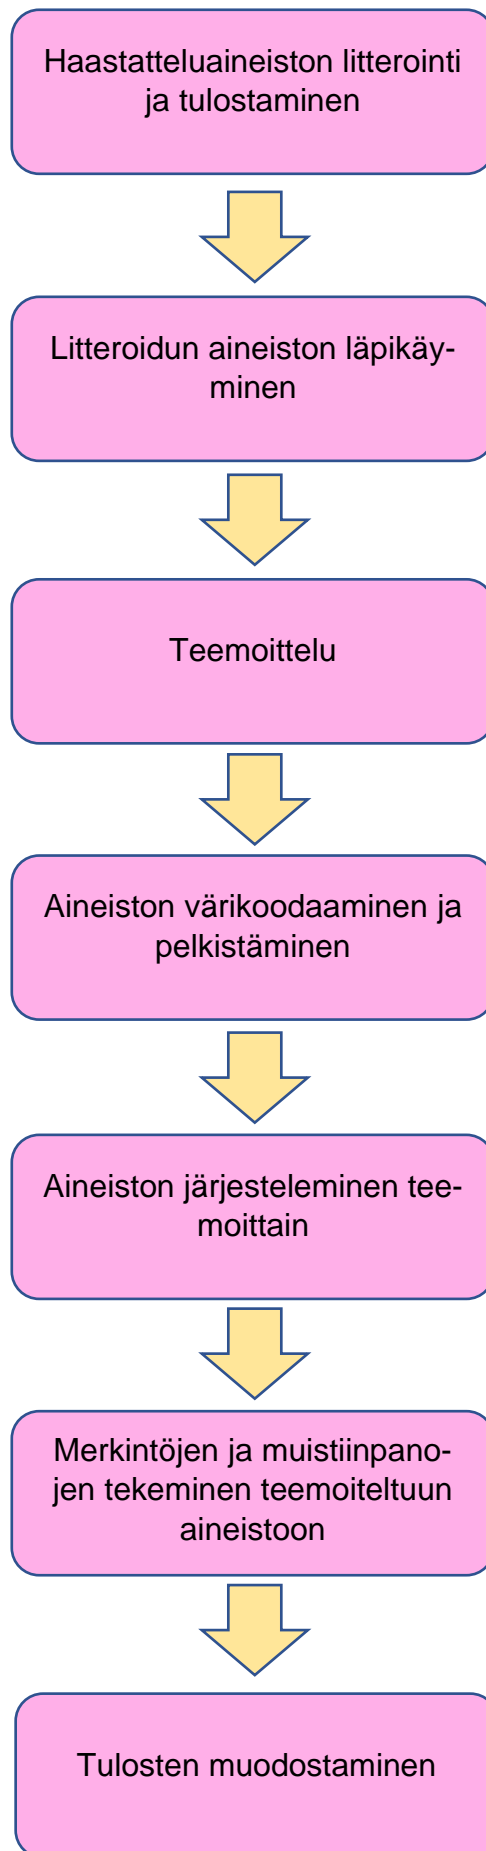 Haastatteluaineiston litterointi
ja tulostaminen
Litteroidun aineiston läpikäy-
minen
Teemoittelu
Aineiston värikoodaaminen ja
pelkistäminen
Aineiston järjesteleminen tee-
moittain
Merkintöjen ja muistiinpano-
jen tekeminen teemoiteltuun
aineistoon
Tulosten muodostaminen